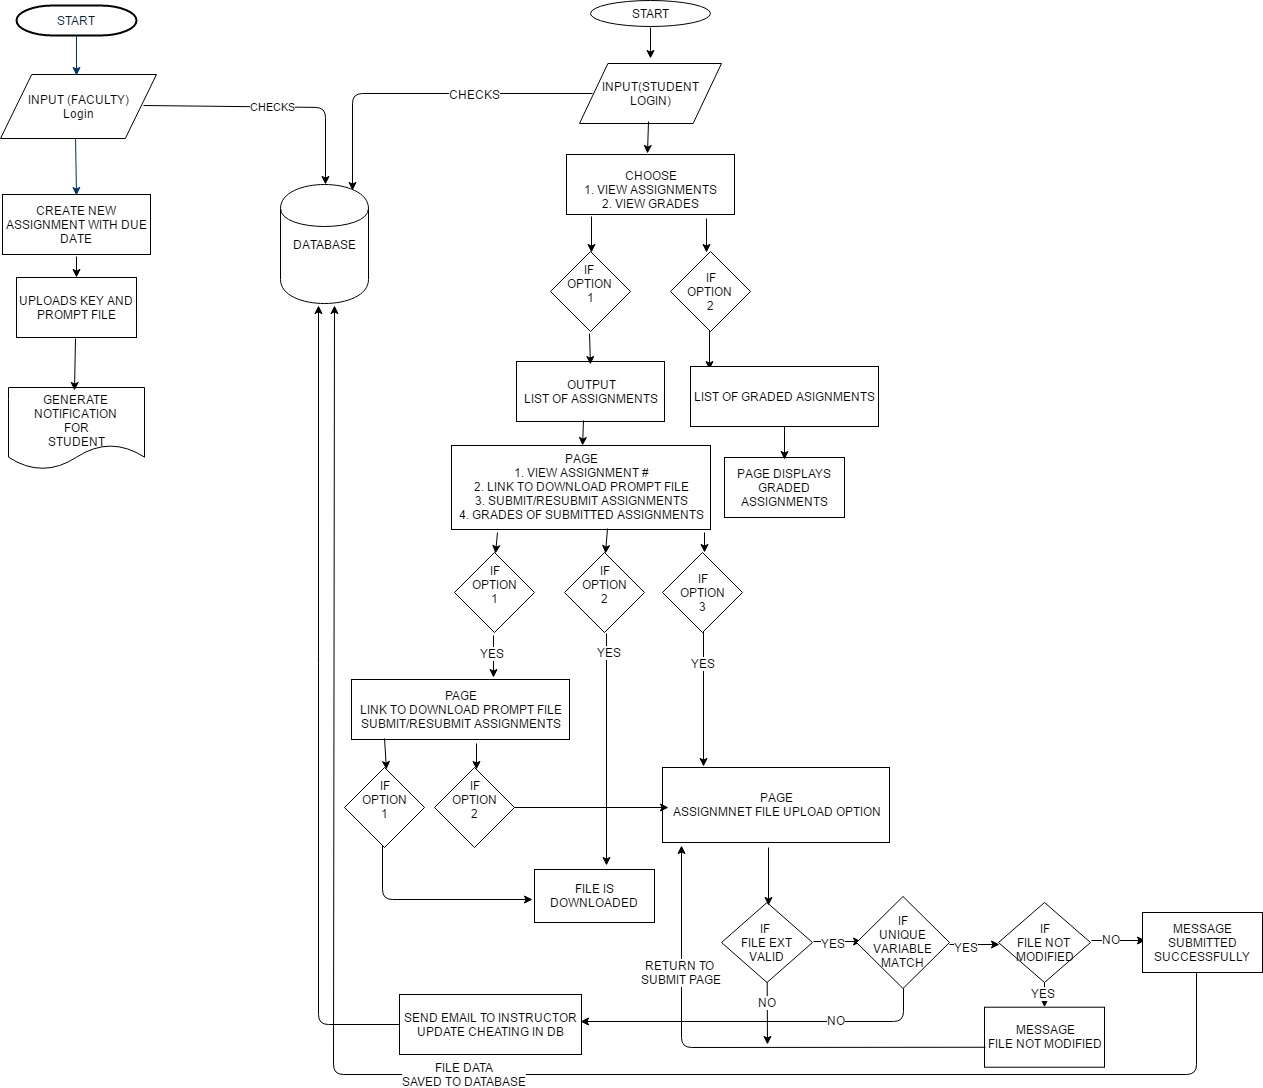 START
INPUT (FACULTY)
Login
CHECKS
CREATE NEW
ASSIGNMENT WITH DUE
DATE
UPLOADS KEY AND
PROMPT FILE
GENERATE
NOTIFICATION
FOR
STUDENT
DATABASE
START
INPUT(STUDENT
LOGIN)
CHECKS
CHOOSE
1. VIEW ASSIGNMENTS
2. VIEW GRADES
IF
OPTION
1
IF
OPTION
2
OUTPUT
LIST OF ASSIGNMENTS
LIST OF GRADED ASIGNMENTS
PAGE DISPLAYS
GRADED
ASSIGNMENTS
PAGE
1. VIEW ASSIGNMENT #
2. LINK TO DOWNLOAD PROMPT FILE
3. SUBMIT/RESUBMIT ASSIGNMENTS
4. GRADES OF SUBMITTED ASSIGNMENTS
IF
OPTION
1
IF
OPTION
2
IF
OPTION
3
YES
YES
YES
PAGE
LINK TO DOWNLOAD PROMPT FILE
SUBMIT/RESUBMIT ASSIGNMENTS
IF
OPTION
1
IF
OPTION
2
PAGE
ASSIGNMNET FILE UPLOAD OPTION
FILE IS
DOWNLOADED
IF
FILE EXT
VALID
YES
IF
UNIQUE
VARIABLE
MATCH
YES
IF
FILE NOT
MODIFIED
NO
MESSAGE
SUBMITTED
SUCCESSFULLY
RETURN TO
SUBMIT PAGE
NO
YES
SEND EMAIL TO INSTRUCTOR
UPDATE CHEATING IN DB
NO
MESSAGE
FILE NOT MODIFIED
FILE DATA
SAVED TO DATABASE